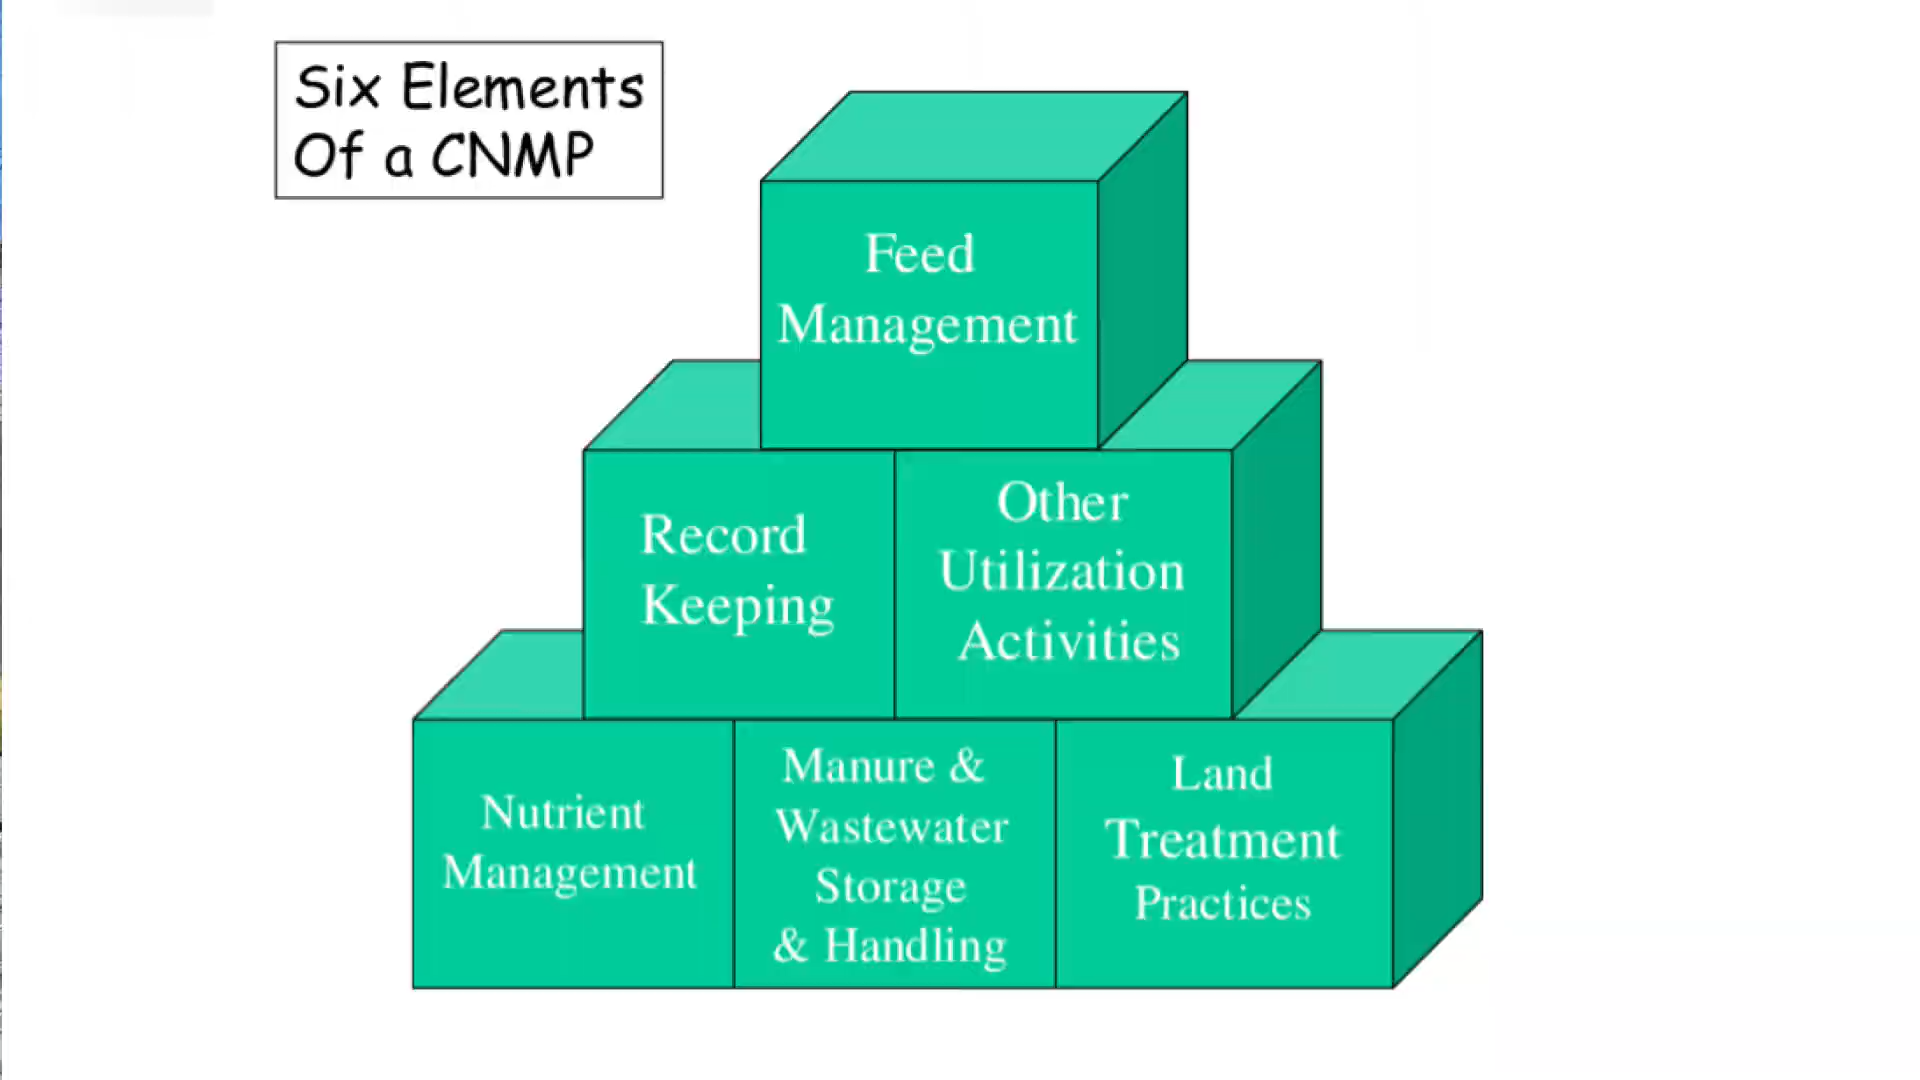 Six Elements
Of a CNMP
Feed
Management
Record
Keeping
Other
Utilization
Activities
Nutrient
Management
Manure &
Wastewater
Storage
& Handling
Land
Treatment
Practices